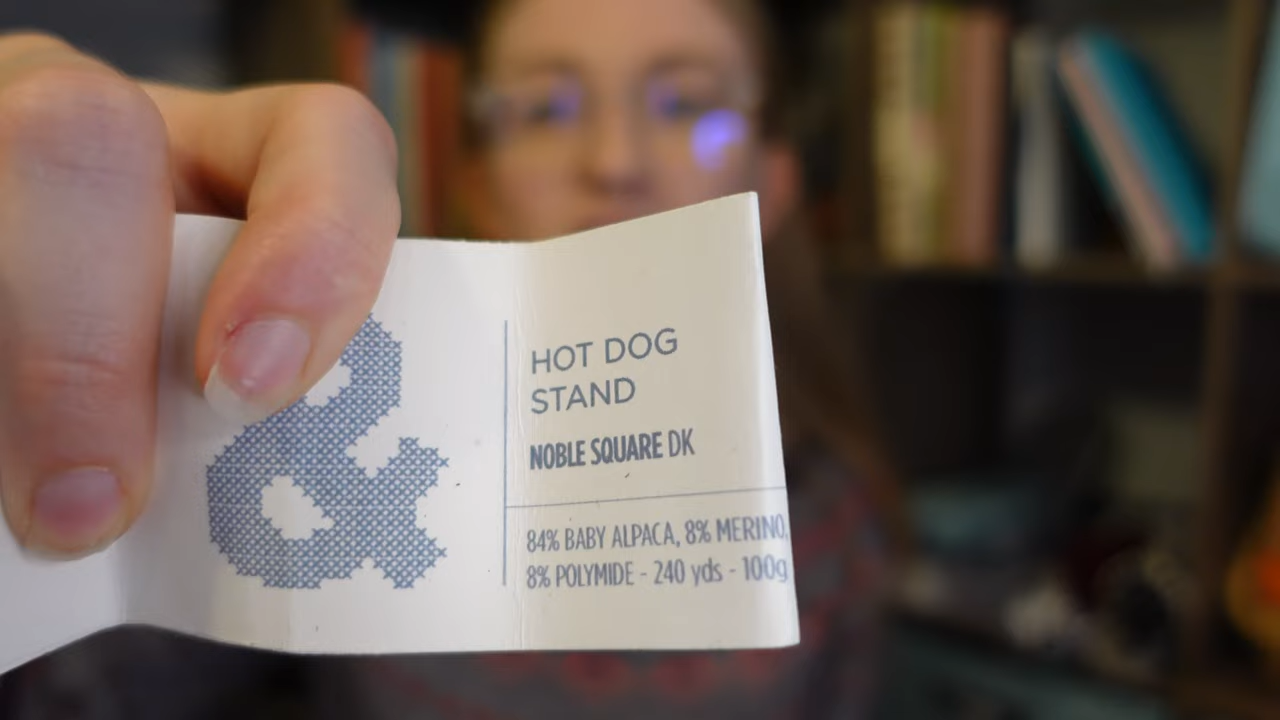 &
HOT DOG
STAND
NOBLE SQUARE DK
84% BABY ALPACA, 8% MERINO,
8% POLYMIDE - 240 yds - 100g